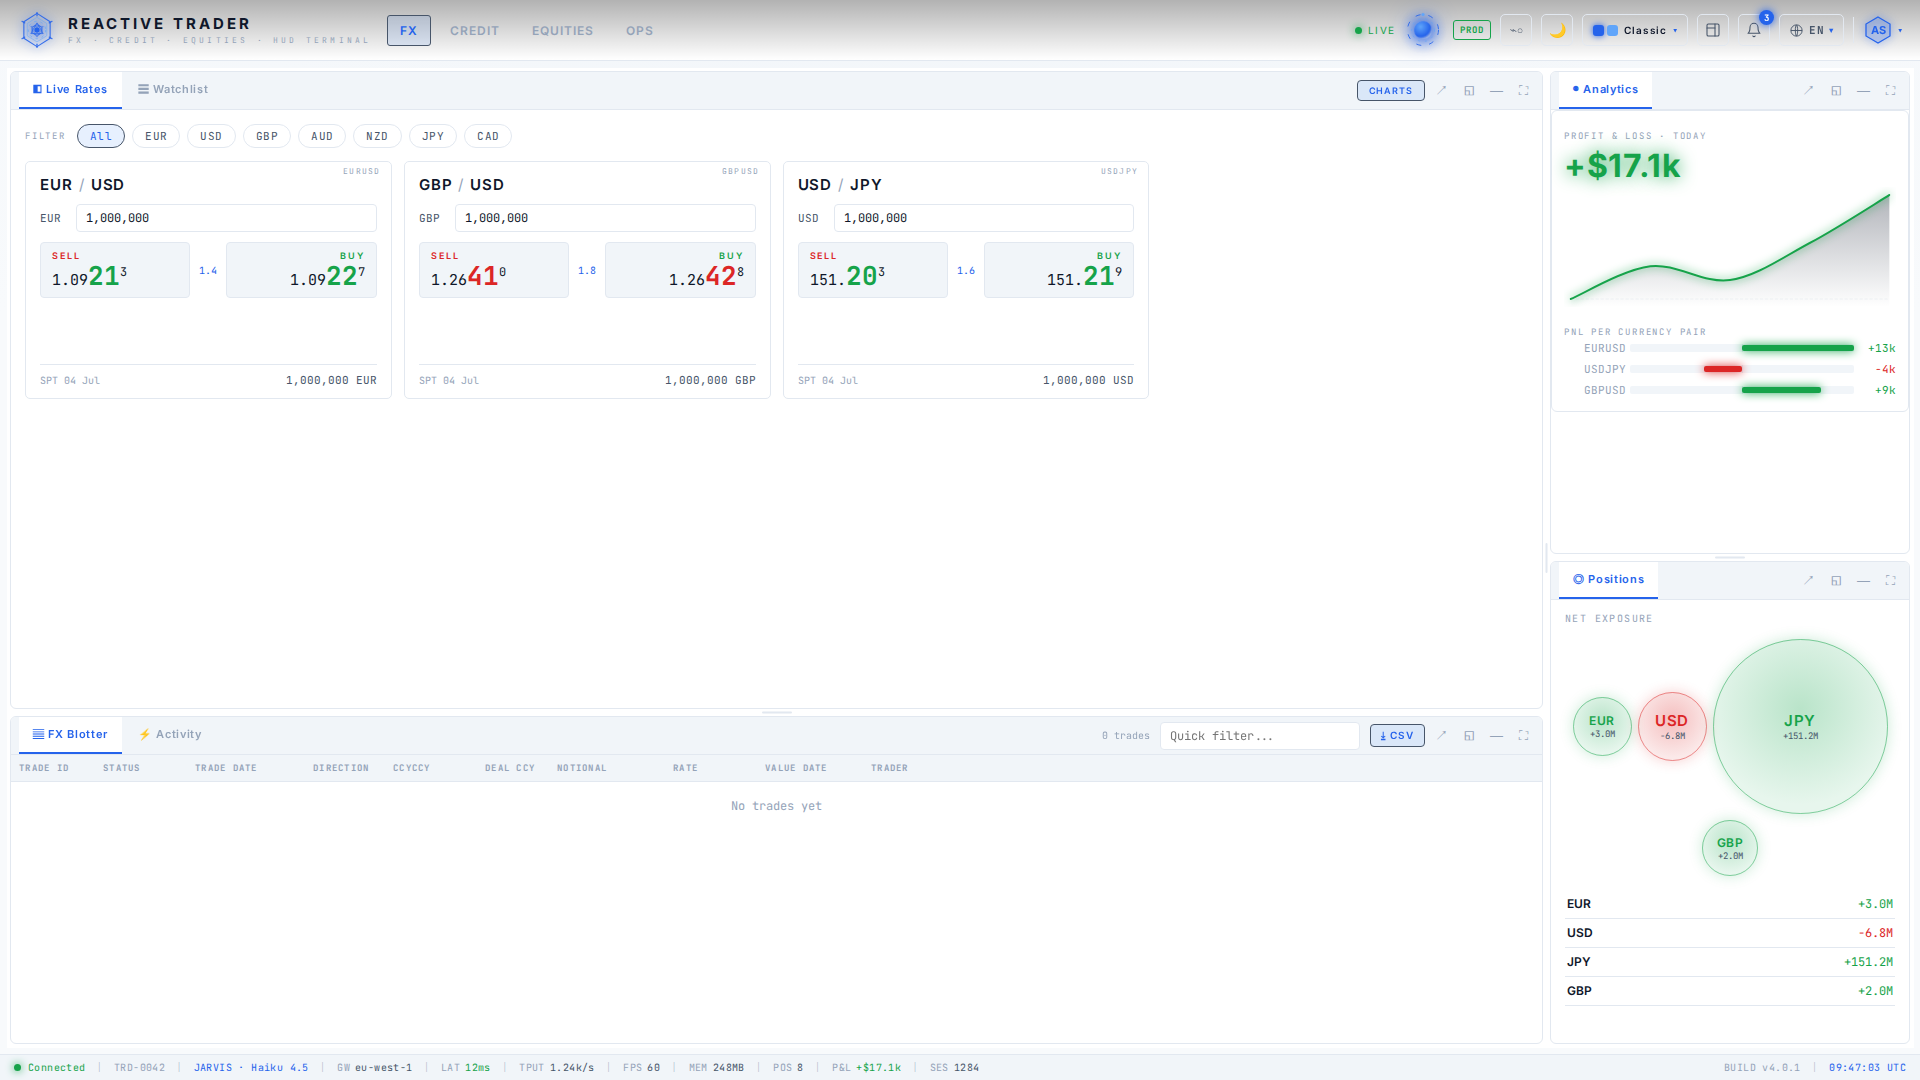 REACTIVE TRADER
FX · CREDIT · EQUITIES · HUD TERMINAL
FX CREDIT EQUITIES OPS
LIVE PROD Classic 3 EN AS
Live Rates Watchlist CHARTS
FILTER All EUR USD GBP AUD NZD JPY CAD
EURUSD
EUR / USD
EUR 1,000,000
SELL 1.09213
1.4
BUY 1.09227
SPT 04 Jul 1,000,000 EUR
GBPUSD
GBP / USD
GBP 1,000,000
SELL 1.26410
1.8
BUY 1.26428
SPT 04 Jul 1,000,000 GBP
USDJPY
USD / JPY
USD 1,000,000
SELL 151.203
1.6
BUY 151.219
SPT 04 Jul 1,000,000 USD
Analytics
PROFIT & LOSS · TODAY
+$17.1k
PNL PER CURRENCY PAIR
EURUSD +13k
USDJPY -4k
GBPUSD +9k
Positions
NET EXPOSURE
EUR
+3.0M
USD
-6.8M
JPY
+151.2M
GBP
+2.0M
EUR +3.0M
USD -6.8M
JPY +151.2M
GBP +2.0M
FX Blotter Activity 0 trades Quick filter... CSV
TRADE ID STATUS TRADE DATE DIRECTION CCYCCY DEAL CCY NOTIONAL RATE VALUE DATE TRADER
No trades yet
Connected TRD-0042 JARVIS · Haiku 4.5 GW eu-west-1 LAT 12ms TPUT 1.24k/s FPS 60 MEM 248MB POS 8 P&L +$17.1k SES 1284 BUILD v4.0.1 09:47:03 UTC